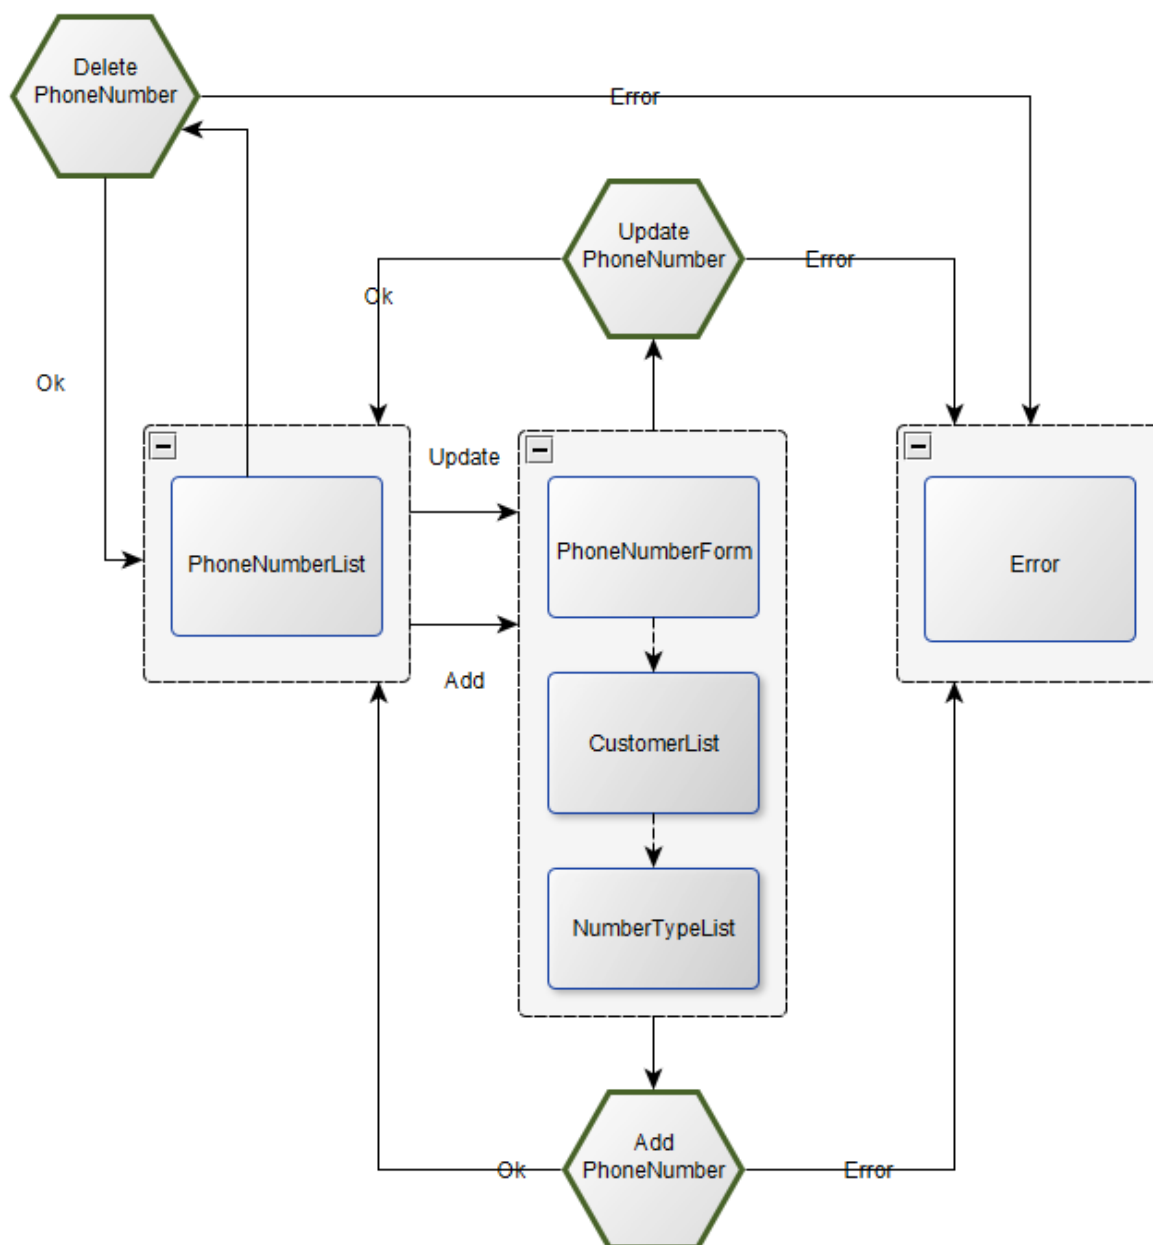 Delete
PhoneNumber
Error
Update
PhoneNumber
Error
Ok
Ok
Update
PhoneNumberList
PhoneNumberForm
Error
Add
CustomerList
NumberTypeList
Add
PhoneNumber
Ok
Error